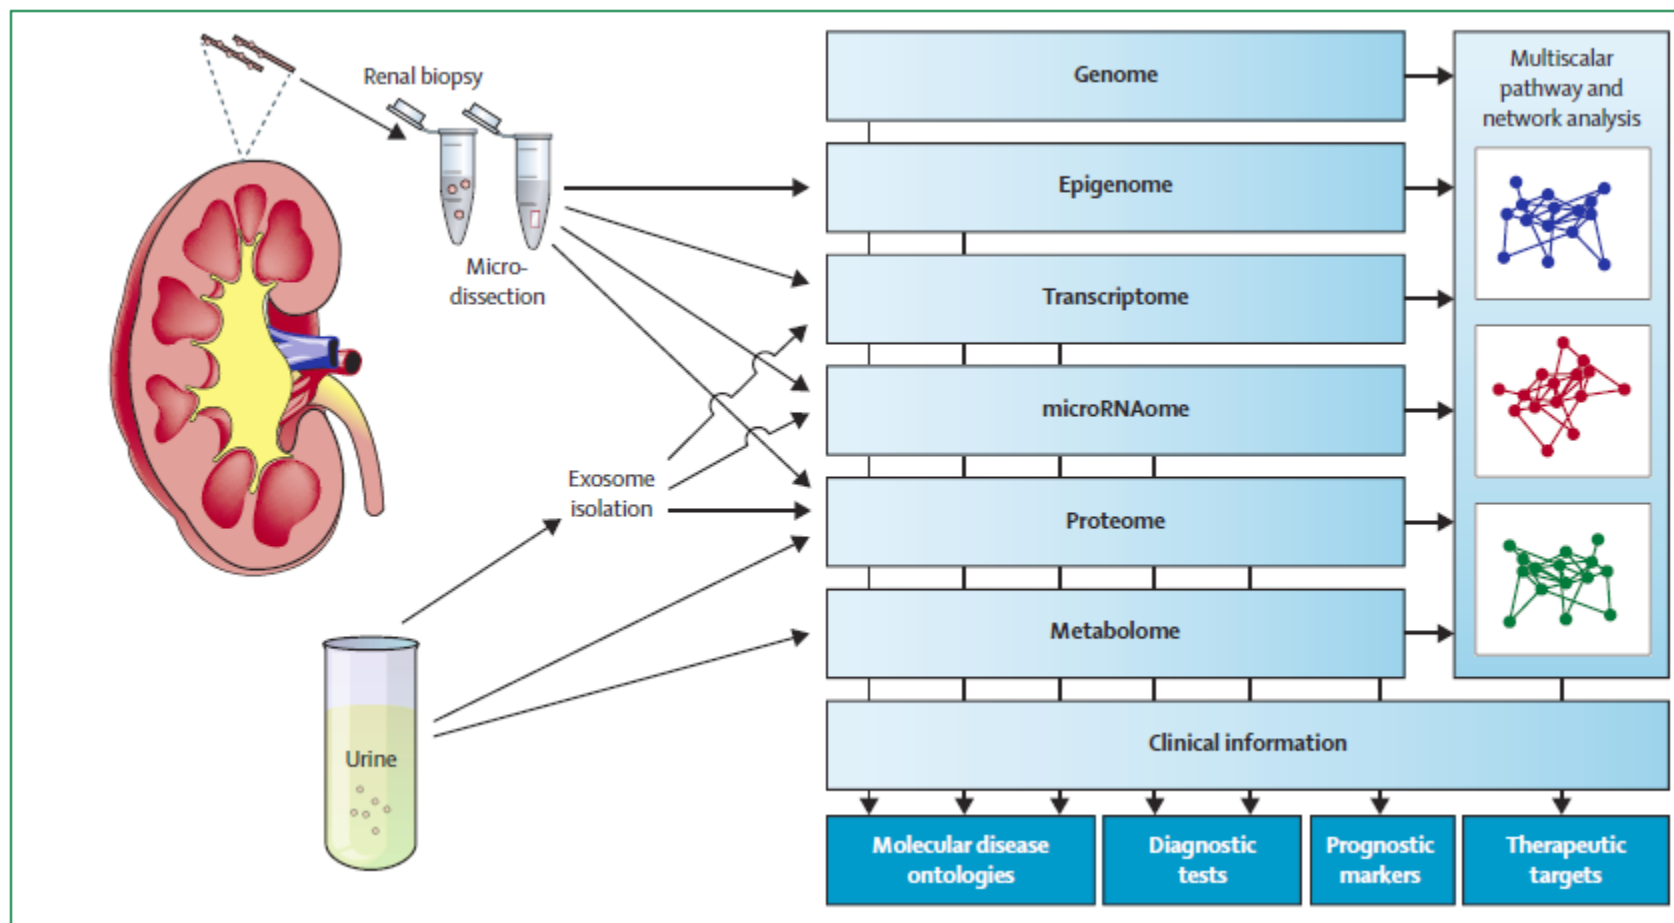 Renal biopsy
Micro-
dissection
Exosome
isolation
Urine
Genome
Epigenome
Transcriptome
microRNAome
Proteome
Metabolome
Multiscalar
pathway and
network analysis
Clinical information
Molecular disease
ontologies
Diagnostic
tests
Prognostic
markers
Therapeutic
targets